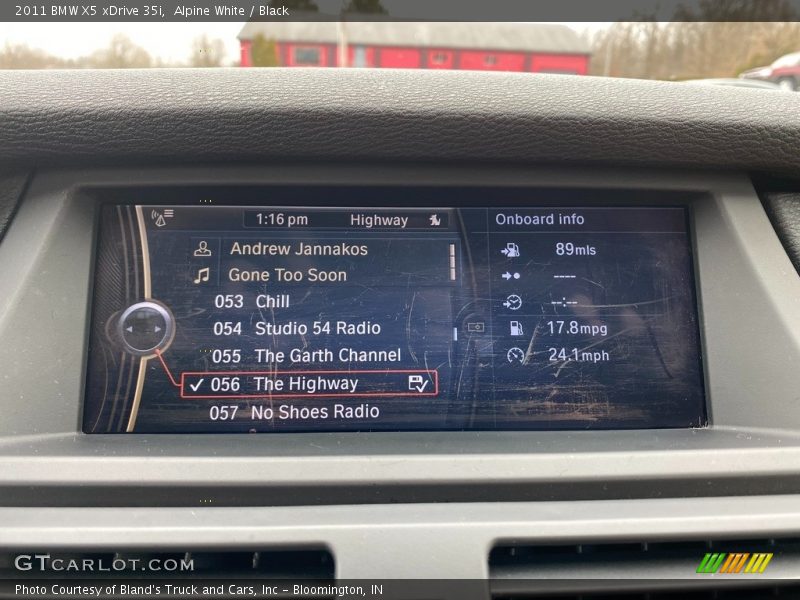 2011 BMW X5 xDrive 35i, Alpine White / Black
1:16 pm Highway
Onboard info
Andrew Jannakos
Gone Too Soon
053 Chill
054 Studio 54 Radio
055 The Garth Channel
056 The Highway
057 No Shoes Radio
89mls
----
--:--
17.8mpg
24.1mph
GTCARLOT.COM
Photo Courtesy of Bland's Truck and Cars, Inc - Bloomington, IN